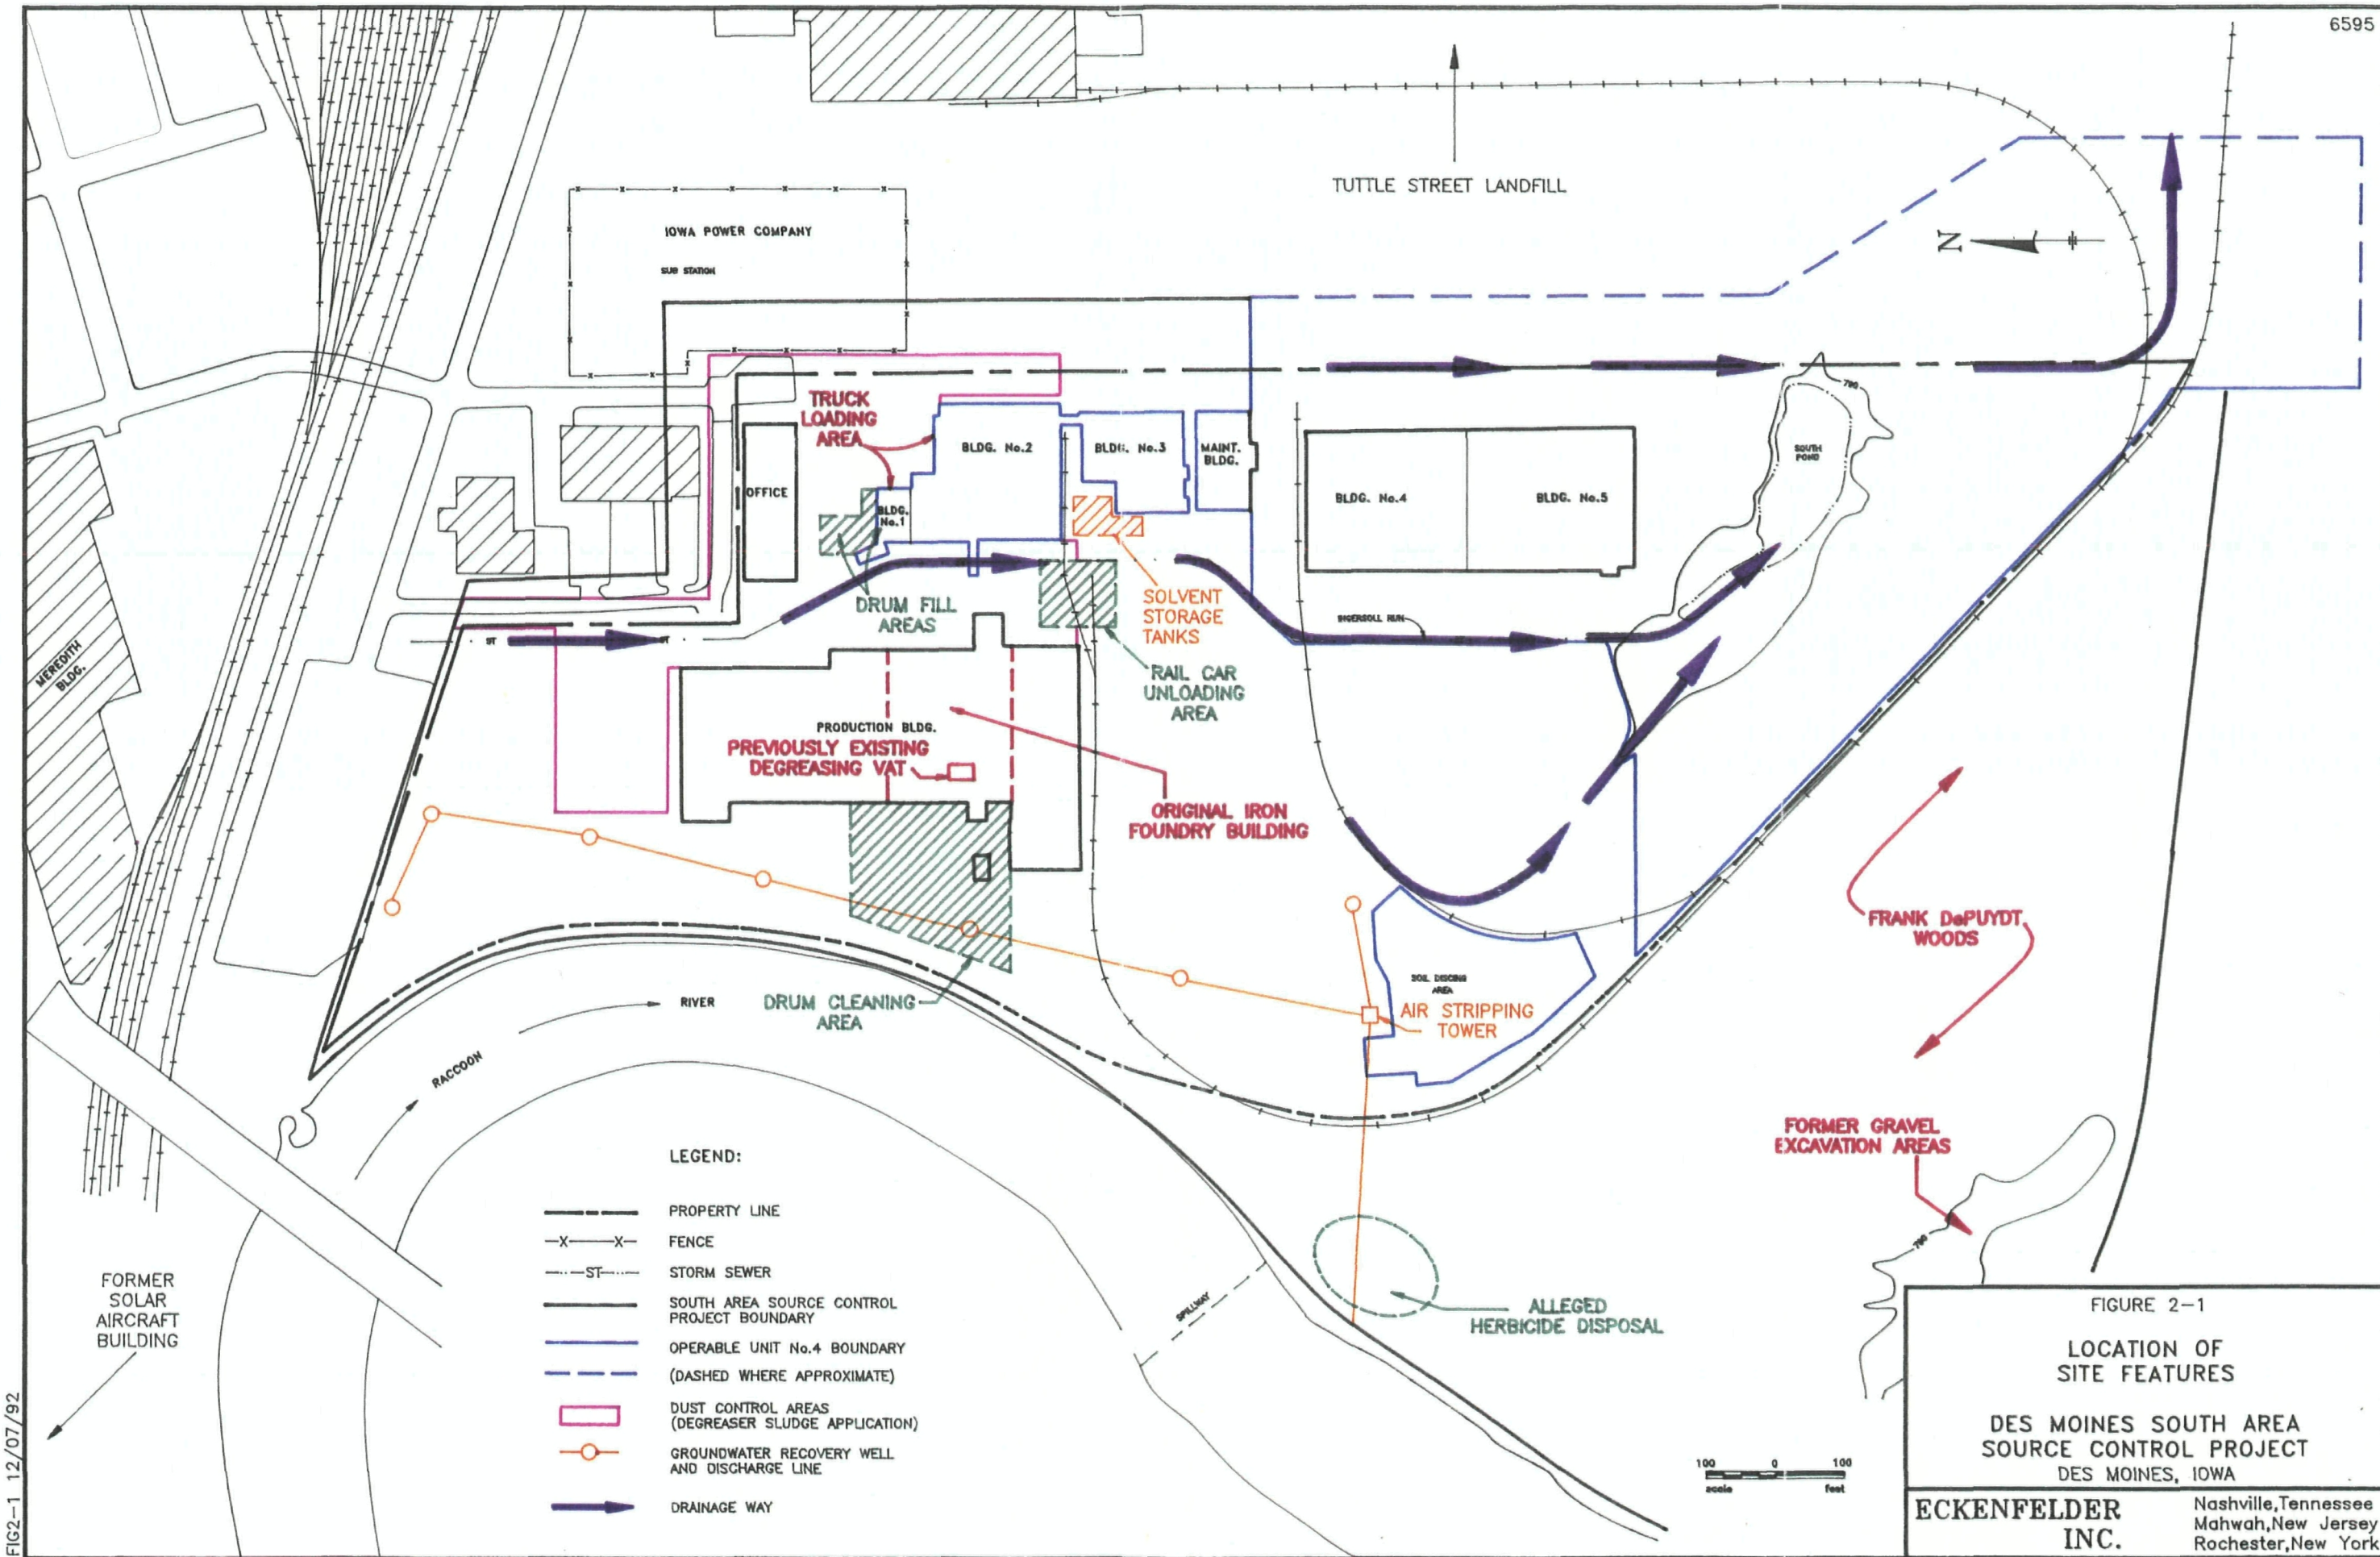 6595
TUTTLE STREET LANDFILL
N
IOWA POWER COMPANY
SUB STATION
TRUCK
LOADING
AREA
OFFICE
BLDG. No.2
BLDG. No.3
MAINT.
BLDG.
BLDG.
No.1
BLDG. No.4
BLDG. No.5
790
SOUTH
POND
DRUM FILL
AREAS
SOLVENT
STORAGE
TANKS
INGERSOLL RUN
ST
ST
MEREDITH
BLDG.
RAIL CAR
UNLOADING
AREA
PRODUCTION BLDG.
PREVIOUSLY EXISTING
DEGREASING VAT
ORIGINAL IRON
FOUNDRY BUILDING
FRANK DePUYDT
WOODS
SOIL DISCING
AREA
AIR STRIPPING
TOWER
RIVER
RACCOON
DRUM CLEANING
AREA
FORMER GRAVEL
EXCAVATION AREAS
790
SPILLWAY
ALLEGED
HERBICIDE DISPOSAL
FORMER
SOLAR
AIRCRAFT
BUILDING
LEGEND:
PROPERTY LINE
X X FENCE
ST STORM SEWER
SOUTH AREA SOURCE CONTROL
PROJECT BOUNDARY
OPERABLE UNIT No.4 BOUNDARY
(DASHED WHERE APPROXIMATE)
DUST CONTROL AREAS
(DEGREASER SLUDGE APPLICATION)
GROUNDWATER RECOVERY WELL
AND DISCHARGE LINE
DRAINAGE WAY
100 0 100
scale feet
FIGURE 2-1
LOCATION OF
SITE FEATURES
DES MOINES SOUTH AREA
SOURCE CONTROL PROJECT
DES MOINES, IOWA
ECKENFELDER
INC.
Nashville,Tennessee
Mahwah,New Jersey
Rochester,New York
FIG2-1 12/07/92